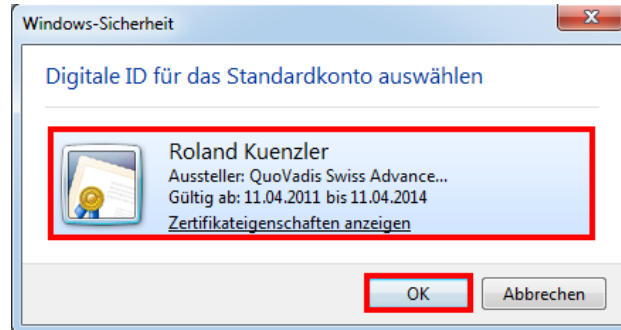 Windows-Sicherheit
Digitale ID für das Standardkonto auswählen
Roland Kuenzler
Aussteller: QuoVadis Swiss Advance...
Gültig ab: 11.04.2011 bis 11.04.2014
Zertifikateigenschaften anzeigen
OK Abbrechen